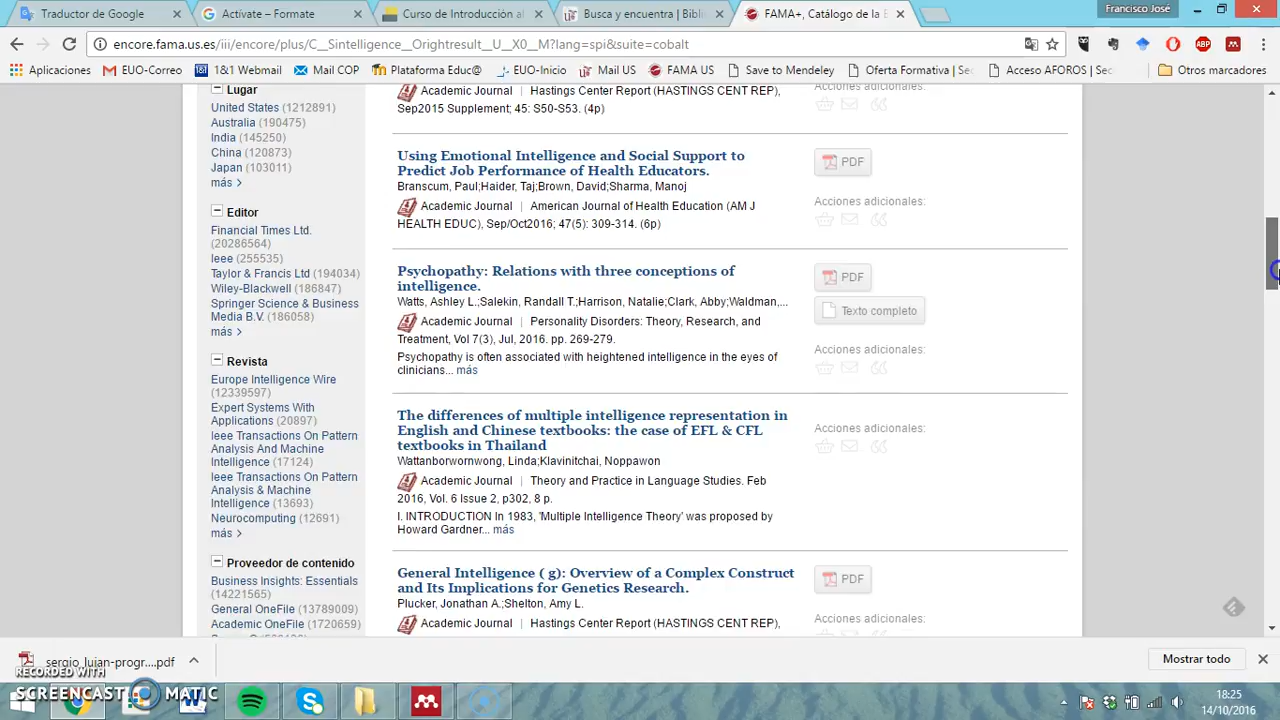 Traductor de Google
Activate – Formate
Curso de Introducción al
Busca y encuentra | Bibli
FAMA+, Catálogo de la B
Francisco José
encore.fama.us.es/iii/encore/plus/C__Sintelligence__Orightresult__U__X0__M?lang=spi&suite=cobalt
Aplicaciones
EUO-Correo
1&1 Webmail
Mail COP
Plataforma Educ@
EUO-Inicio
Mail US
FAMA US
Save to Mendeley
Oferta Formativa | Sec
Acceso AFOROS | Sec
Otros marcadores
Lugar
United States (1212891)
Australia (190475)
India (145250)
China (120873)
Japan (103011)
más >
Editor
Financial Times Ltd.
(20286564)
Ieee (255535)
Taylor & Francis Ltd (194034)
Wiley-Blackwell (186847)
Springer Science & Business
Media B.V. (186058)
más >
Revista
Europe Intelligence Wire
(12339597)
Expert Systems With
Applications (20897)
Ieee Transactions On Pattern
Analysis And Machine
Intelligence (17124)
Ieee Transactions On Pattern
Analysis & Machine
Intelligence (13693)
Neurocomputing (12691)
más >
Proveedor de contenido
Business Insights: Essentials
(14221565)
General OneFile (13789009)
Academic OneFile (1720659)
Academic Journal | Hastings Center Report (HASTINGS CENT REP),
Sep2015 Supplement; 45: S50-S53. (4p)
Acciones adicionales:
Using Emotional Intelligence and Social Support to
Predict Job Performance of Health Educators.
Branscum, Paul;Haider, Taj;Brown, David;Sharma, Manoj
Academic Journal | American Journal of Health Education (AM J
HEALTH EDUC), Sep/Oct2016; 47(5): 309-314. (6p)
PDF
Acciones adicionales:
Psychopathy: Relations with three conceptions of
intelligence.
Watts, Ashley L.;Salekin, Randall T.;Harrison, Natalie;Clark, Abby;Waldman,...
Academic Journal | Personality Disorders: Theory, Research, and
Treatment, Vol 7(3), Jul, 2016. pp. 269-279.
Psychopathy is often associated with heightened intelligence in the eyes of
clinicians... más
PDF
Texto completo
Acciones adicionales:
The differences of multiple intelligence representation in
English and Chinese textbooks: the case of EFL & CFL
textbooks in Thailand
Wattanborwornwong, Linda;Klavinitchai, Noppawon
Academic Journal | Theory and Practice in Language Studies. Feb
2016, Vol. 6 Issue 2, p302, 8 p.
I. INTRODUCTION In 1983, 'Multiple Intelligence Theory' was proposed by
Howard Gardner... más
Acciones adicionales:
General Intelligence ( g): Overview of a Complex Construct
and Its Implications for Genetics Research.
Plucker, Jonathan A.;Shelton, Amy L.
Academic Journal | Hastings Center Report (HASTINGS CENT REP),
PDF
Acciones adicionales:
sergio_lujan-progr....pdf
Mostrar todo
RECORDED WITH
SCREENCAST MATIC
18:25
14/10/2016